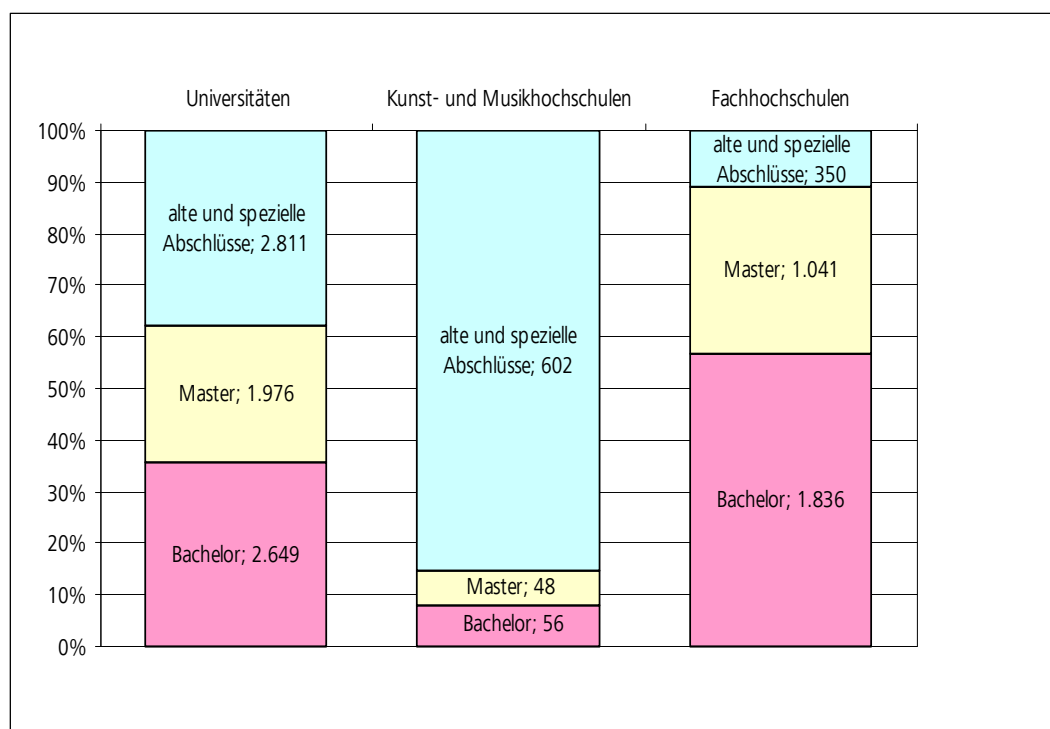 Universitäten
Kunst- und Musikhochschulen
Fachhochschulen
100%
90%
80%
70%
60%
50%
40%
30%
20%
10%
0%
alte und spezielle
Abschlüsse; 2.811
Master; 1.976
Bachelor; 2.649
alte und spezielle
Abschlüsse; 602
Master; 48
Bachelor; 56
alte und spezielle
Abschlüsse; 350
Master; 1.041
Bachelor; 1.836